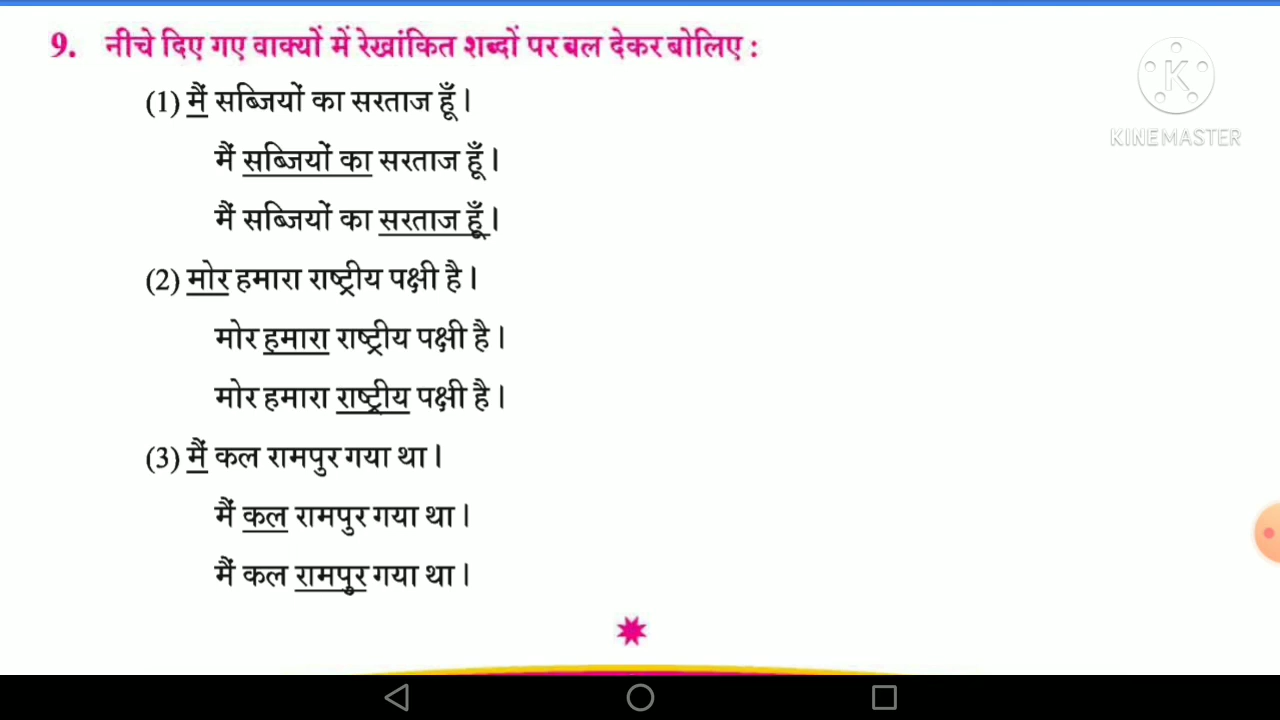 9. नीचे दिए गए वाक्यों में रेखांकित शब्दों पर बल देकर बोलिए :
(1) मैं सब्जियों का सरताज हूँ।
मैं सब्जियों का सरताज हूँ।
मैं सब्जियों का सरताज हूँ।
(2) मोर हमारा राष्ट्रीय पक्षी है।
मोर हमारा राष्ट्रीय पक्षी है।
मोर हमारा राष्ट्रीय पक्षी है।
(3) मैं कल रामपुर गया था।
मैं कल रामपुर गया था।
मैं कल रामपुर गया था।
K
KINEMASTER